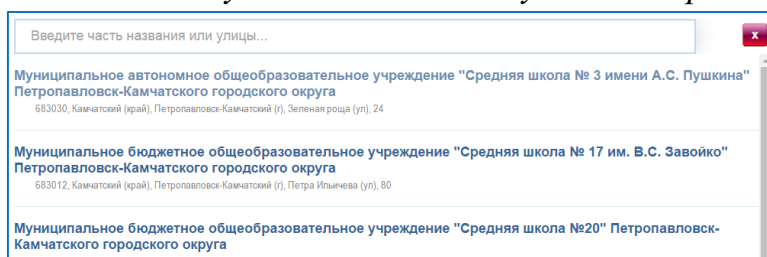 Введите часть названия или улицы...
x
Муниципальное автономное общеобразовательное учреждение "Средняя школа № 3 имени А.С. Пушкина"
Петропавловск-Камчатского городского округа
683030, Камчатский (край), Петропавловск-Камчатский (г), Зеленая роща (ул), 24
Муниципальное бюджетное общеобразовательное учреждение "Средняя школа № 17 им. В.С. Завойко"
Петропавловск-Камчатского городского округа
683012, Камчатский (край), Петропавловск-Камчатский (г), Петра Ильичева (ул), 80
Муниципальное бюджетное общеобразовательное учреждение "Средняя школа №20" Петропавловск-
Камчатского городского округа